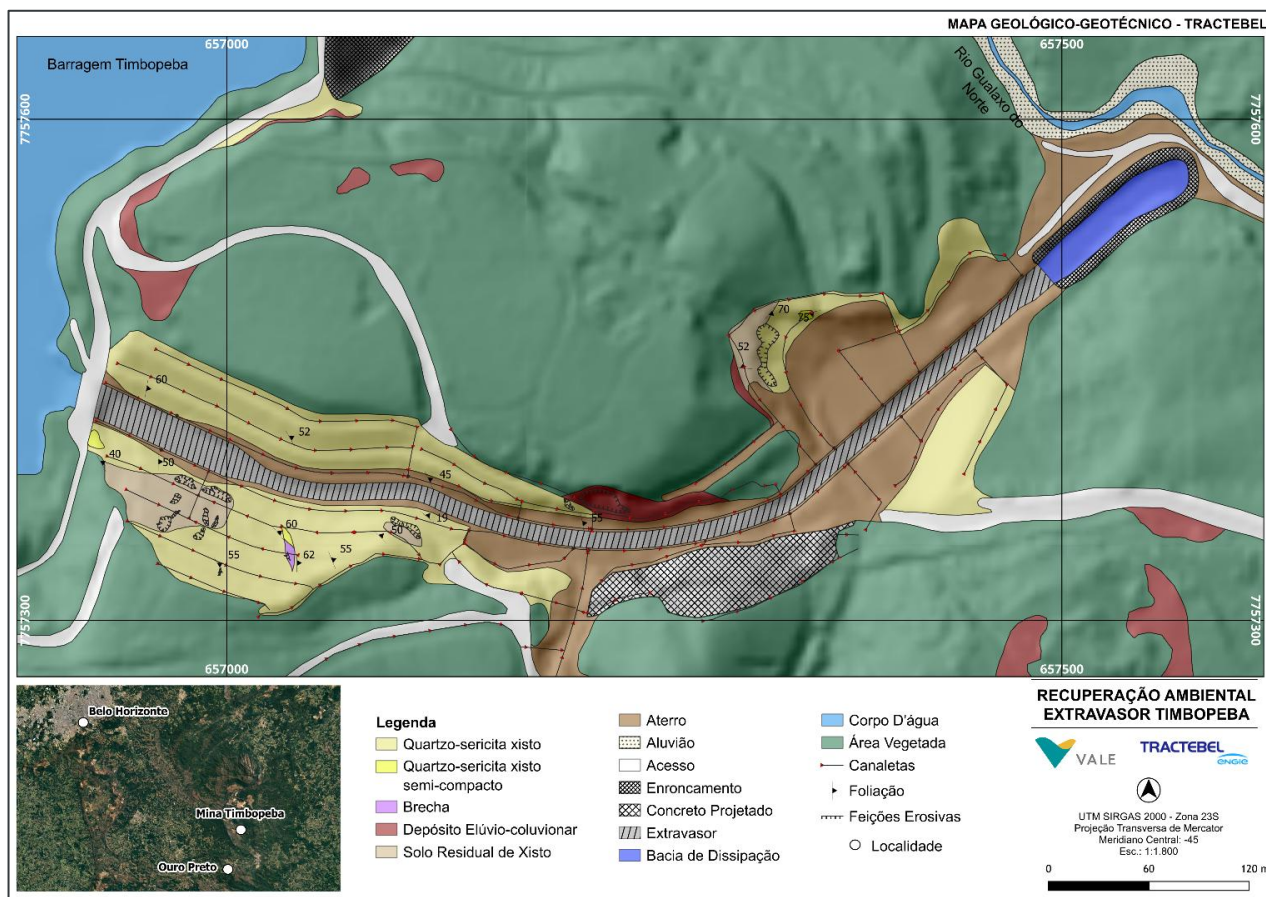 MAPA GEOLÓGICO-GEOTÉCNICO - TRACTEBEL
657000
657500
Barragem Timbopeba
Rio Gualaxo do
Norte
7757600
7757600
70
75
52
60
52
40
50
45
19
55
60
50
55
62
55
7757300
7757300
657000
657500
Belo Horizonte
Mina Timbopeba
Ouro Preto
Legenda
Quartzo-sericita xisto
Quartzo-sericita xisto
semi-compacto
Brecha
Depósito Elúvio-coluvionar
Solo Residual de Xisto
Aterro
Aluvião
Acesso
Enroncamento
Concreto Projetado
Extravasor
Bacia de Dissipação
Corpo D'água
Área Vegetada
Canaletas
Foliação
Feições Erosivas
Localidade
RECUPERAÇÃO AMBIENTAL
EXTRAVASOR TIMBOPEBA
VALE
TRACTEBEL
ENGIE
UTM SIRGAS 2000 - Zona 23S
Projeção Transversa de Mercator
Meridiano Central: -45
Esc.: 1:1.800
0 60 120 m